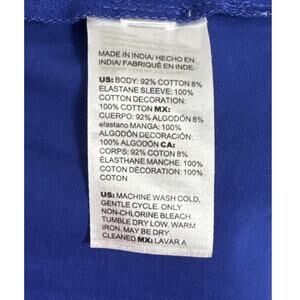 MADE IN INDIA/ HECHO EN
INDIA/ FABRIQUÉ EN INDE.
US: BODY: 92% COTTON 8%
ELASTANE SLEEVE: 100%
COTTON DECORATION:
100% COTTON MX:
CUERPO: 92% ALGODÓN 8%
elastano MANGA: 100%
ALGODÓN DECORACIÓN:
100% ALGODÓN CA:
CORPS: 92% COTON 8%
ÉLASTHANE MANCHE: 100%
COTON DÉCORATION: 100%
COTON
US: MACHINE WASH COLD,
GENTLE CYCLE. ONLY
NON-CHLORINE BLEACH.
TUMBLE DRY LOW, WARM
IRON. MAY BE DRY
CLEANED MX: LAVAR A